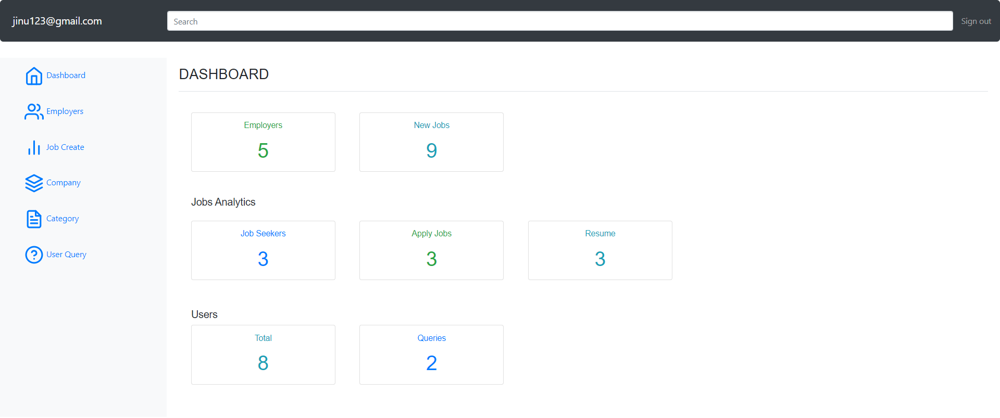 jinu123@gmail.com
Search
Sign out
Dashboard
Employers
Job Create
Company
Category
User Query
DASHBOARD
Employers
5
New Jobs
9
Jobs Analytics
Job Seekers
3
Apply Jobs
3
Resume
3
Users
Total
8
Queries
2